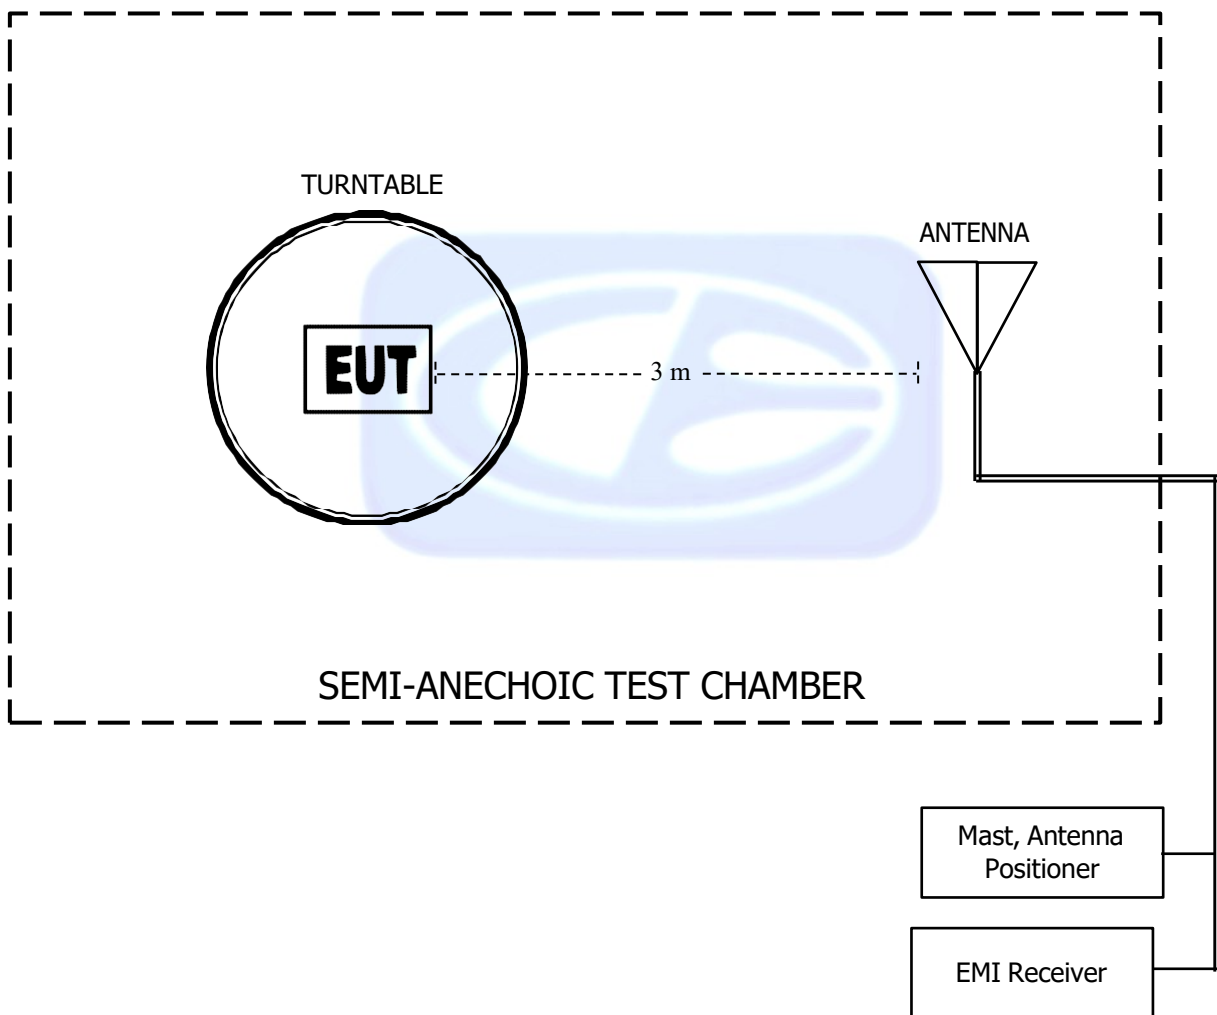 TURNTABLE
ANTENNA
EUT
3 m
SEMI-ANECHOIC TEST CHAMBER
Mast, Antenna
Positioner
EMI Receiver